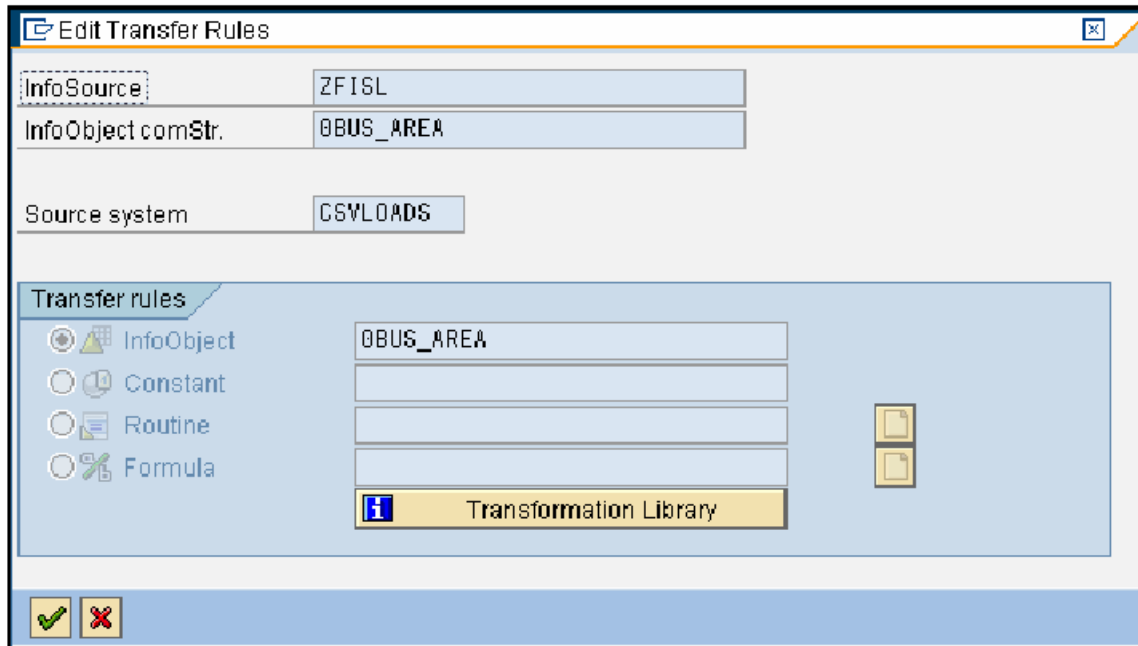 Edit Transfer Rules
InfoSource ZFISL
InfoObject comStr. 0BUS_AREA
Source system CSVLOADS
Transfer rules
InfoObject 0BUS_AREA
Constant
Routine
Formula
Transformation Library